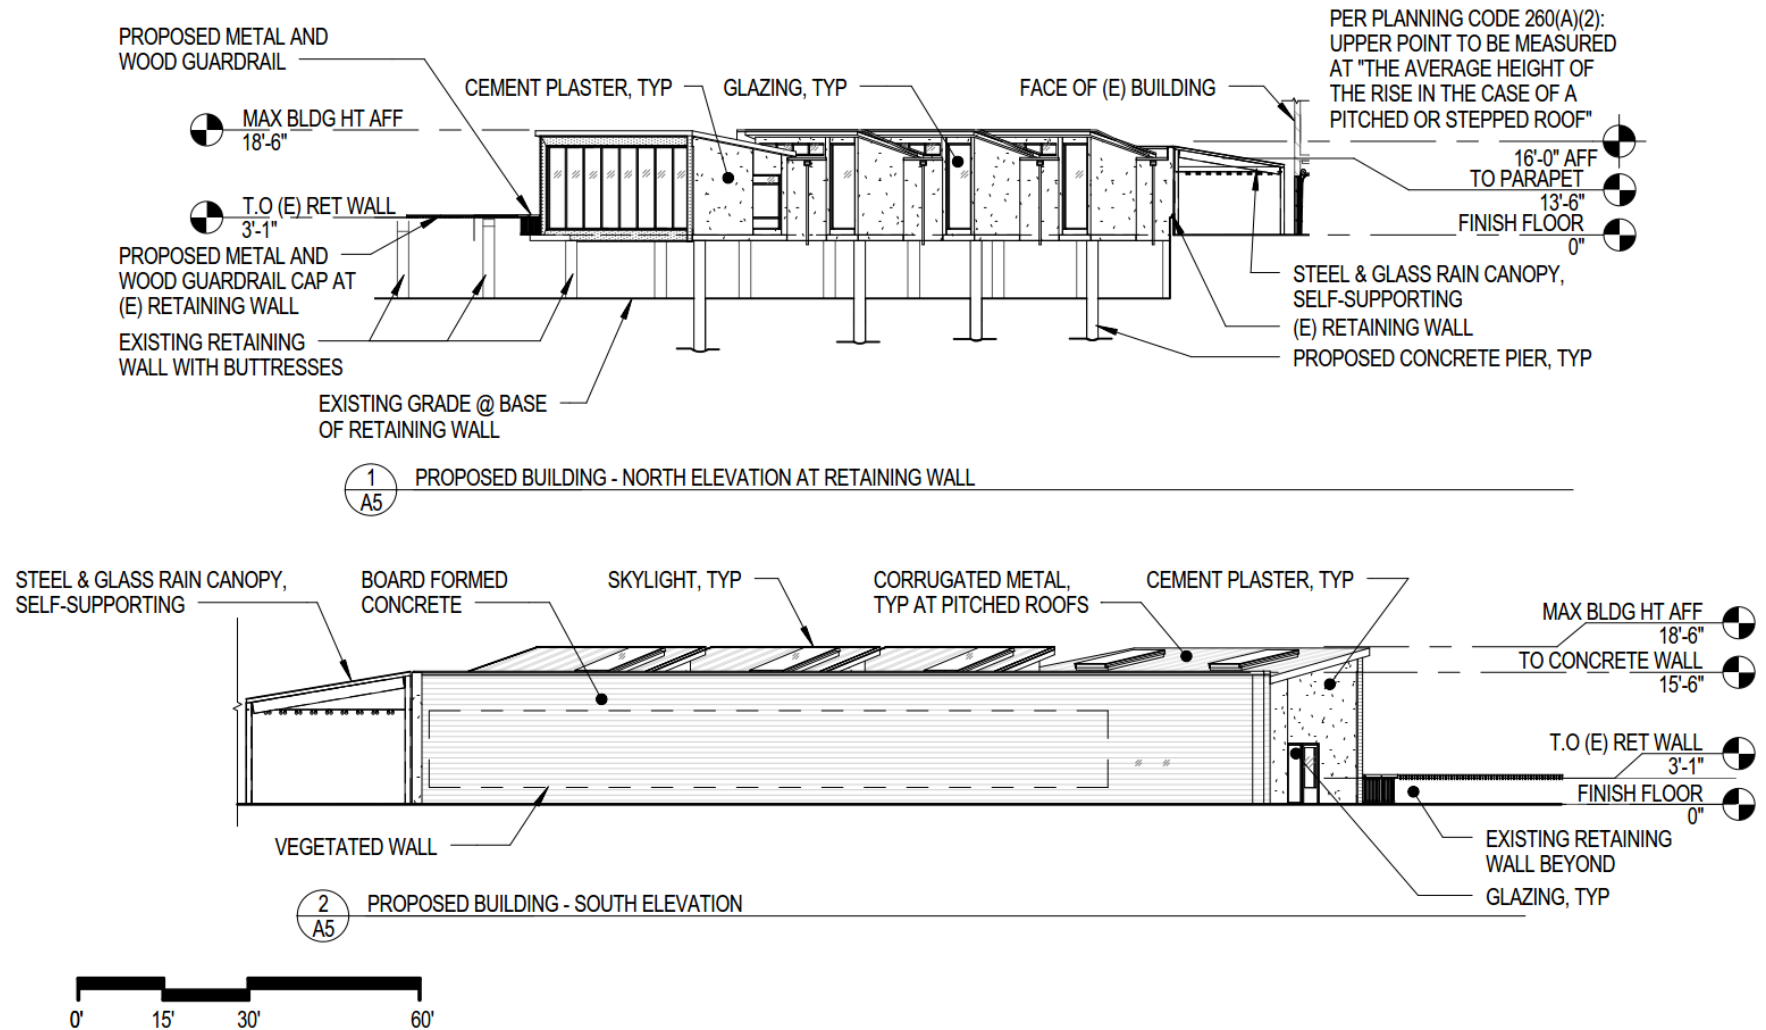 PROPOSED METAL AND
WOOD GUARDRAIL
CEMENT PLASTER, TYP
GLAZING, TYP
FACE OF (E) BUILDING
PER PLANNING CODE 260(A)(2):
UPPER POINT TO BE MEASURED
AT "THE AVERAGE HEIGHT OF
THE RISE IN THE CASE OF A
PITCHED OR STEPPED ROOF"
MAX BLDG HT AFF
18'-6"
16'-0" AFF
TO PARAPET
13'-6"
T.O (E) RET WALL
3'-1"
FINISH FLOOR
0"
PROPOSED METAL AND
WOOD GUARDRAIL CAP AT
(E) RETAINING WALL
STEEL & GLASS RAIN CANOPY,
SELF-SUPPORTING
(E) RETAINING WALL
EXISTING RETAINING
WALL WITH BUTTRESSES
PROPOSED CONCRETE PIER, TYP
EXISTING GRADE @ BASE
OF RETAINING WALL
1
A5
PROPOSED BUILDING - NORTH ELEVATION AT RETAINING WALL
STEEL & GLASS RAIN CANOPY,
SELF-SUPPORTING
BOARD FORMED
CONCRETE
SKYLIGHT, TYP
CORRUGATED METAL,
TYP AT PITCHED ROOFS
CEMENT PLASTER, TYP
MAX BLDG HT AFF
18'-6"
TO CONCRETE WALL
15'-6"
T.O (E) RET WALL
3'-1"
FINISH FLOOR
0"
VEGETATED WALL
EXISTING RETAINING
WALL BEYOND
GLAZING, TYP
2
A5
PROPOSED BUILDING - SOUTH ELEVATION
0' 15' 30' 60'